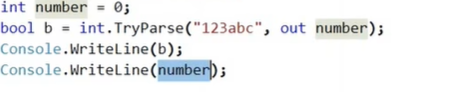 int number = 0;
bool b = int.TryParse("123abc", out number);
Console.WriteLine(b);
Console.WriteLine(number);